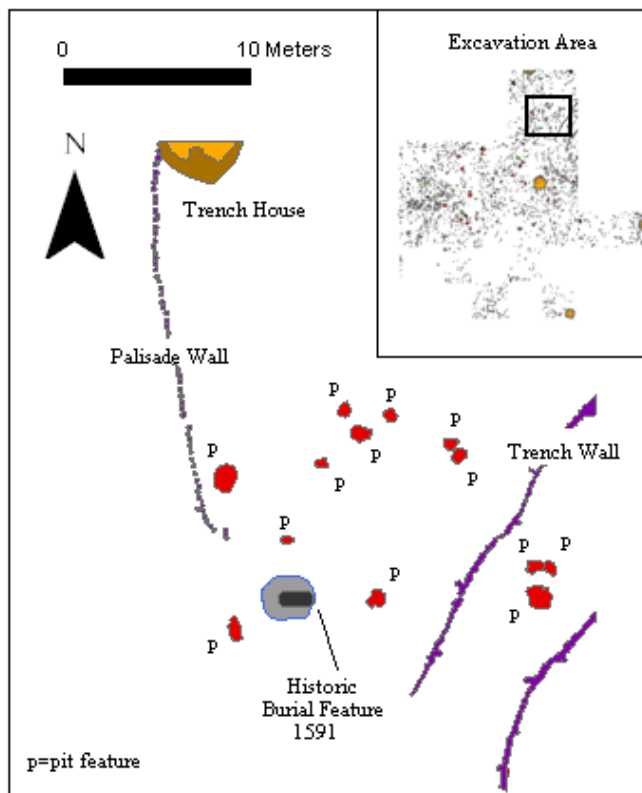 0 10 Meters
Excavation Area
N
Trench House
Palisade Wall
p
p
p
p
p
Trench Wall
p
p
p
p
p
p
p
p
p
Historic
Burial Feature
1591
p=pit feature